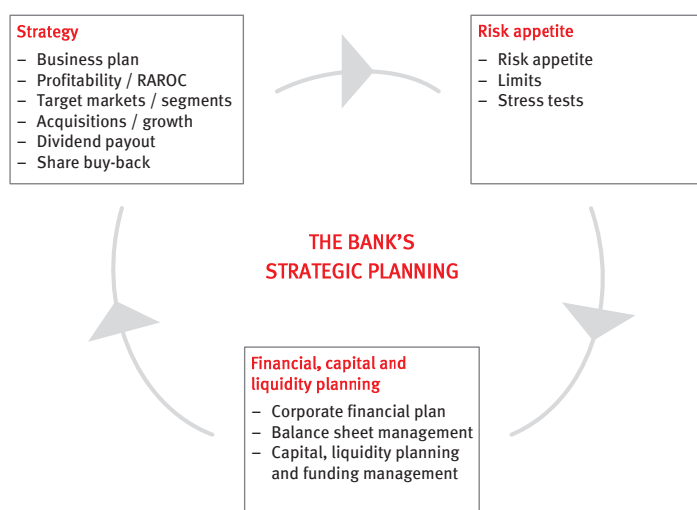 Strategy
– Business plan
– Profitability / RAROC
– Target markets / segments
– Acquisitions / growth
– Dividend payout
– Share buy-back
Risk appetite
– Risk appetite
– Limits
– Stress tests
THE BANK'S
STRATEGIC PLANNING
Financial, capital and
liquidity planning
– Corporate financial plan
– Balance sheet management
– Capital, liquidity planning
and funding management